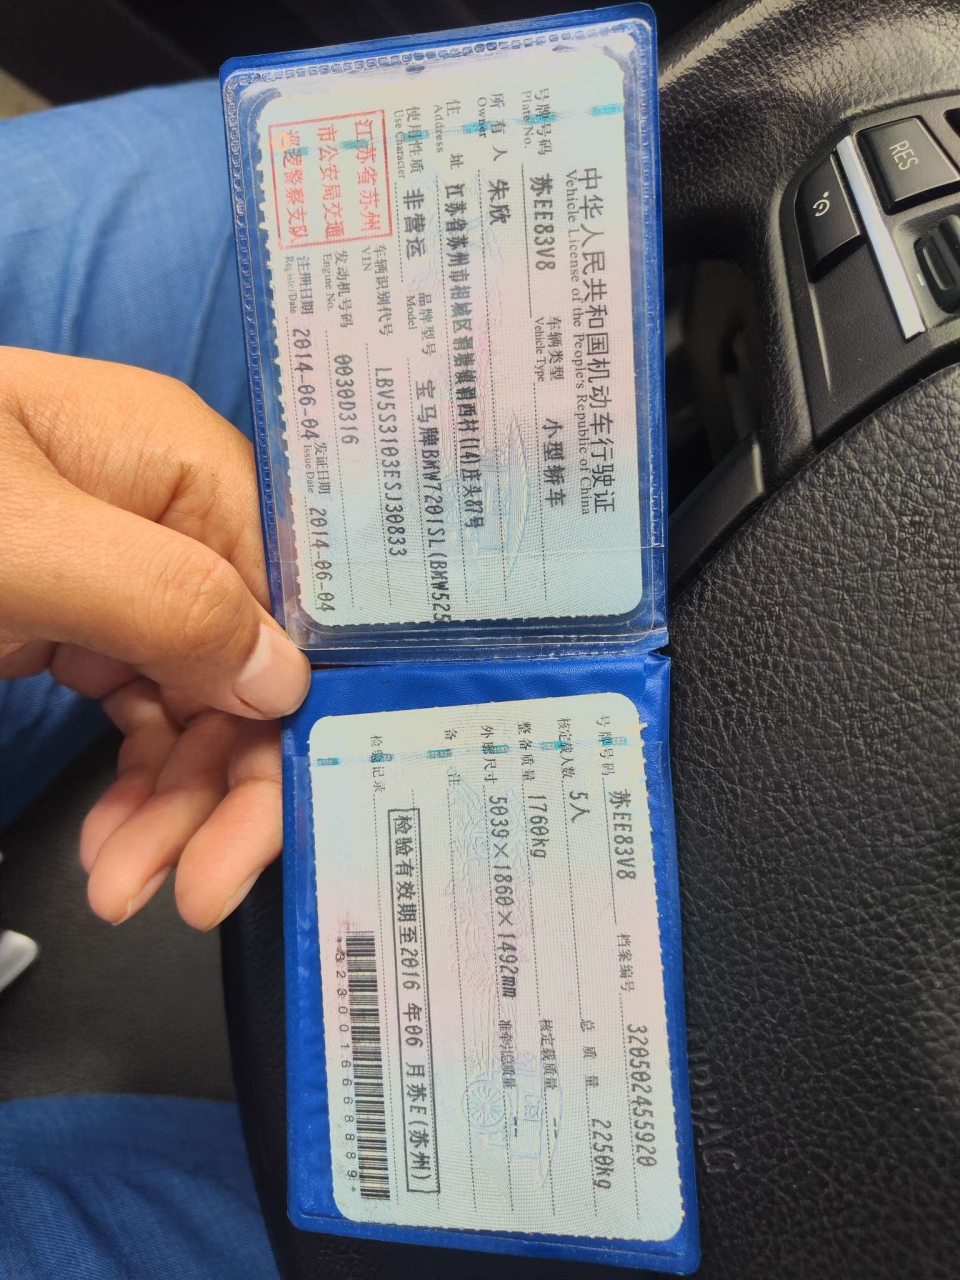 中华人民共和国机动车行驶证
Vehicle License of the People's Republic of China
号牌号码 苏EE83V8 车辆类型 小型轿车
Plate No. Vehicle Type
所有人 朱欣
Owner
住址 江苏省苏州市相城区 村(14)庄头87号
Address
使用性质 非营运 品牌型号 宝马牌BMW7201SL(BMW525
Use Character Model
江苏省苏州
市公安局交通
巡逻警察支队
车辆识别代号 LBV5S3103ESJ30833
VIN
发动机号码 0030D316
Engine No.
注册日期 2014-06-04 发证日期 2014-06-04
Register Date Issue Date
号牌号码 苏EE83V8 档案编号 320502455920
核定载人数 5人 总质量 2250kg
整备质量 1760kg 核定载质量 --
外廓尺寸 5039×1860×1492mm 准牵引总质量 --
备注
检验有效期至2016年06月苏E(苏州)
检验记录
RES